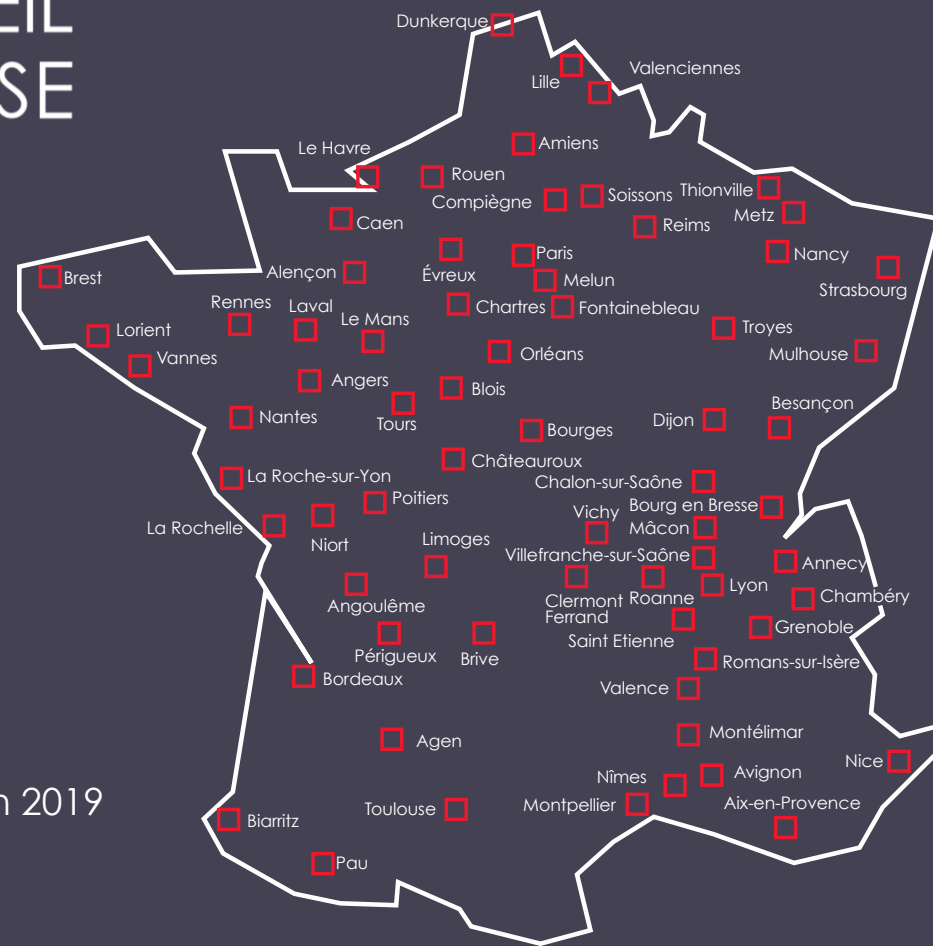 EIL
SE
Dunkerque
Lille
Valenciennes
Amiens
Le Havre
Rouen
Compiègne
Soissons
Thionville
Metz
Reims
Caen
Nancy
Paris
Évreux
Alençon
Melun
Strasbourg
Brest
Rennes
Laval
Le Mans
Chartres
Fontainebleau
Lorient
Troyes
Vannes
Orléans
Mulhouse
Angers
Blois
Besançon
Nantes
Tours
Bourges
Dijon
Châteauroux
La Roche-sur-Yon
Chalon-sur-Saône
Poitiers
Bourg en Bresse
Vichy
Mâcon
La Rochelle
Niort
Limoges
Villefranche-sur-Saône
Annecy
Lyon
Clermont
Ferrand
Roanne
Chambéry
Angoulême
Saint Etienne
Grenoble
Périgueux
Brive
Romans-sur-Isère
Bordeaux
Valence
Agen
Montélimar
Nice
Nîmes
Avignon
n 2019
Toulouse
Montpellier
Aix-en-Provence
Biarritz
Pau